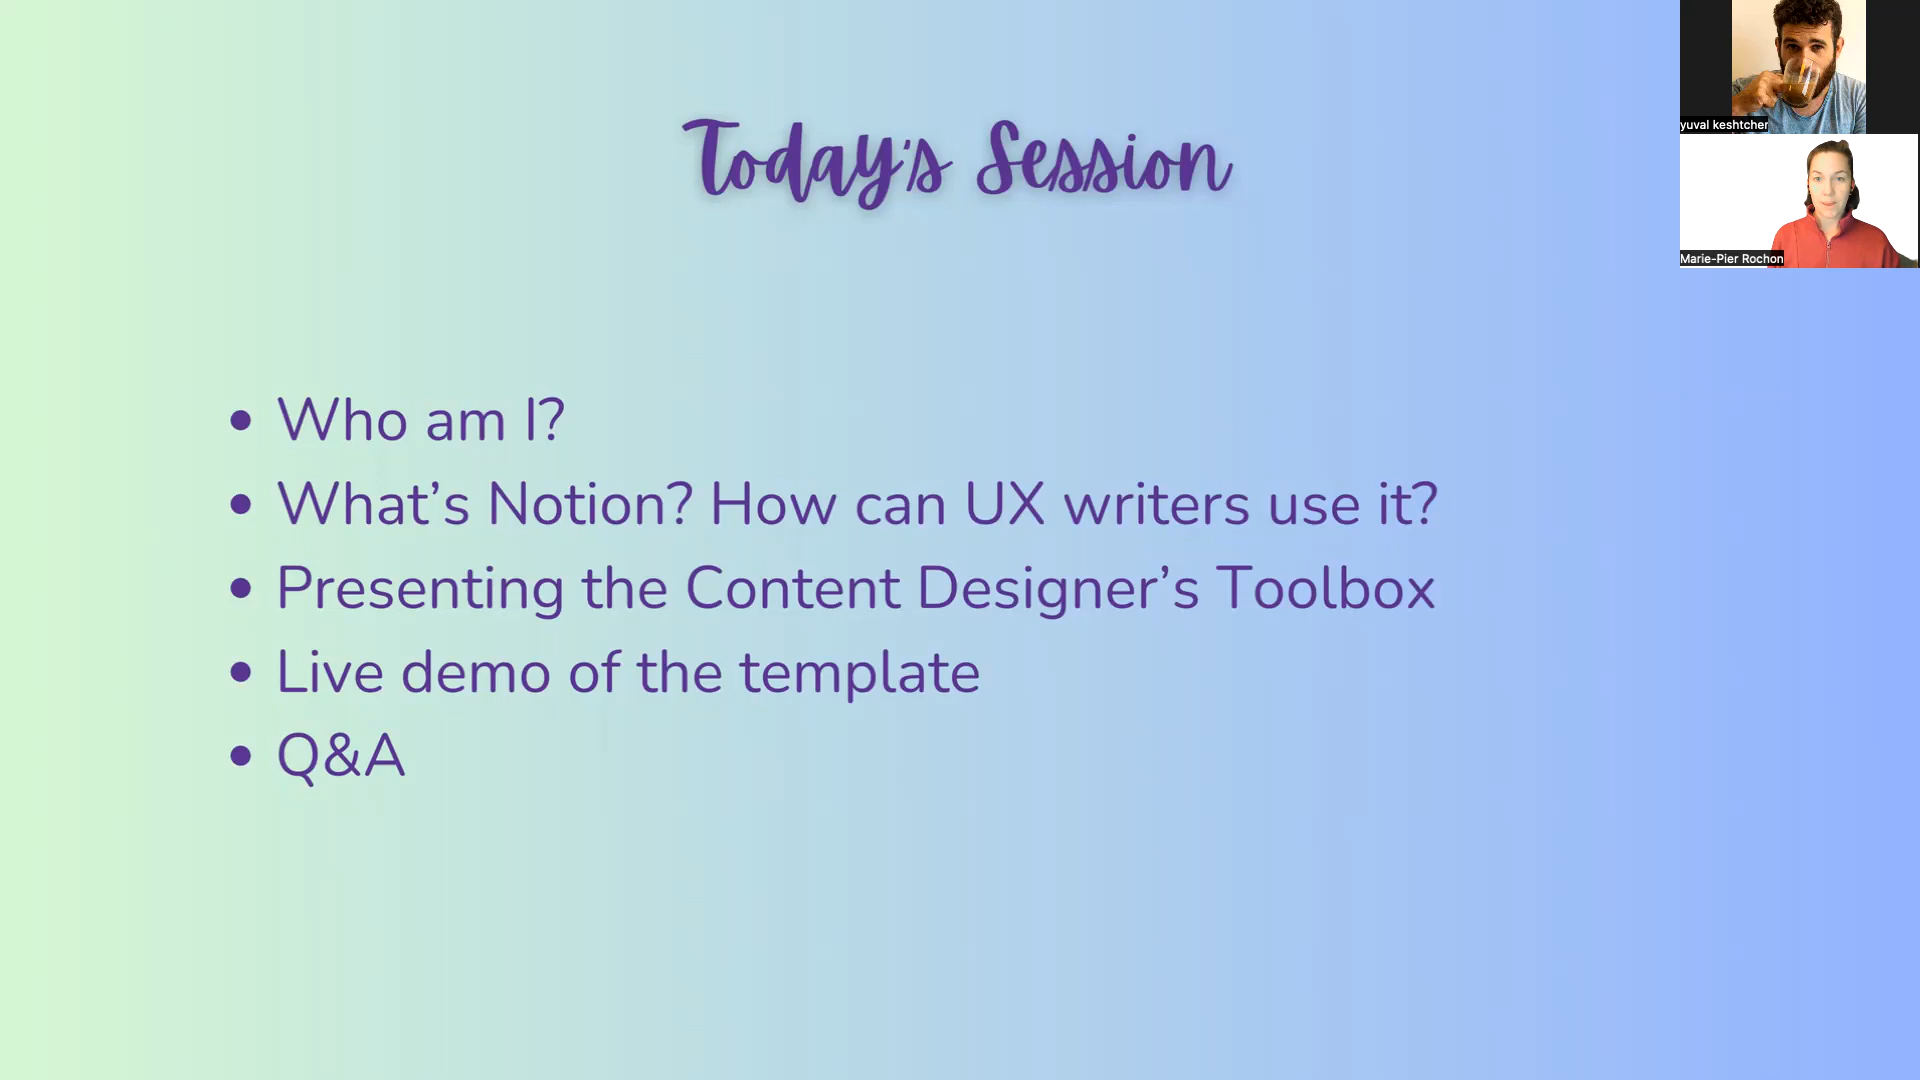 Today's Session
• Who am I?
• What’s Notion? How can UX writers use it?
• Presenting the Content Designer’s Toolbox
• Live demo of the template
• Q&A
yuval keshtcher
Marie-Pier Rochon